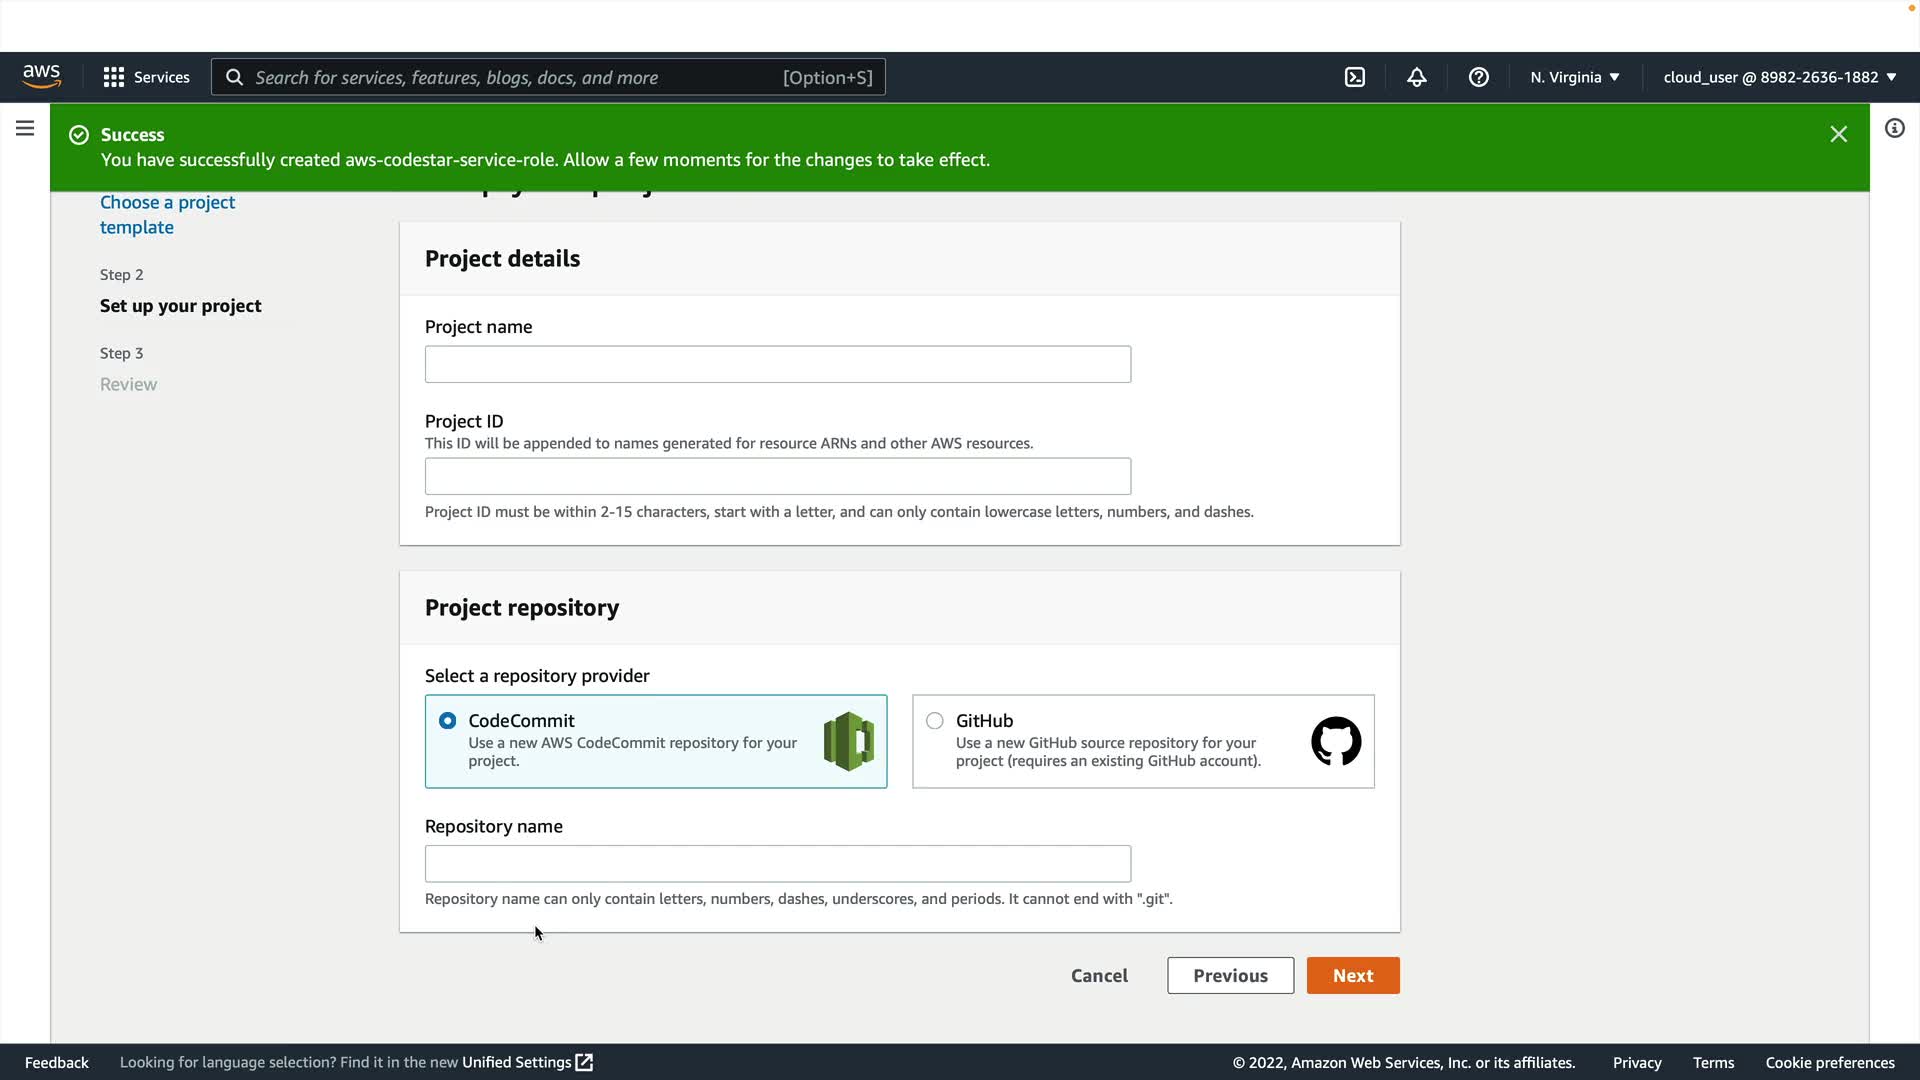 aws
Services
Search for services, features, blogs, docs, and more
[Option+S]
N. Virginia
cloud_user @ 8982-2636-1882
Success
You have successfully created aws-codestar-service-role. Allow a few moments for the changes to take effect.
Choose a project
template
Step 2
Set up your project
Step 3
Review
Project details
Project name
Project ID
This ID will be appended to names generated for resource ARNs and other AWS resources.
Project ID must be within 2-15 characters, start with a letter, and can only contain lowercase letters, numbers, and dashes.
Project repository
Select a repository provider
CodeCommit
Use a new AWS CodeCommit repository for your
project.
GitHub
Use a new GitHub source repository for your
project (requires an existing GitHub account).
Repository name
Repository name can only contain letters, numbers, dashes, underscores, and periods. It cannot end with ".git".
Cancel
Previous
Next
Feedback
Looking for language selection? Find it in the new Unified Settings
© 2022, Amazon Web Services, Inc. or its affiliates.
Privacy
Terms
Cookie preferences